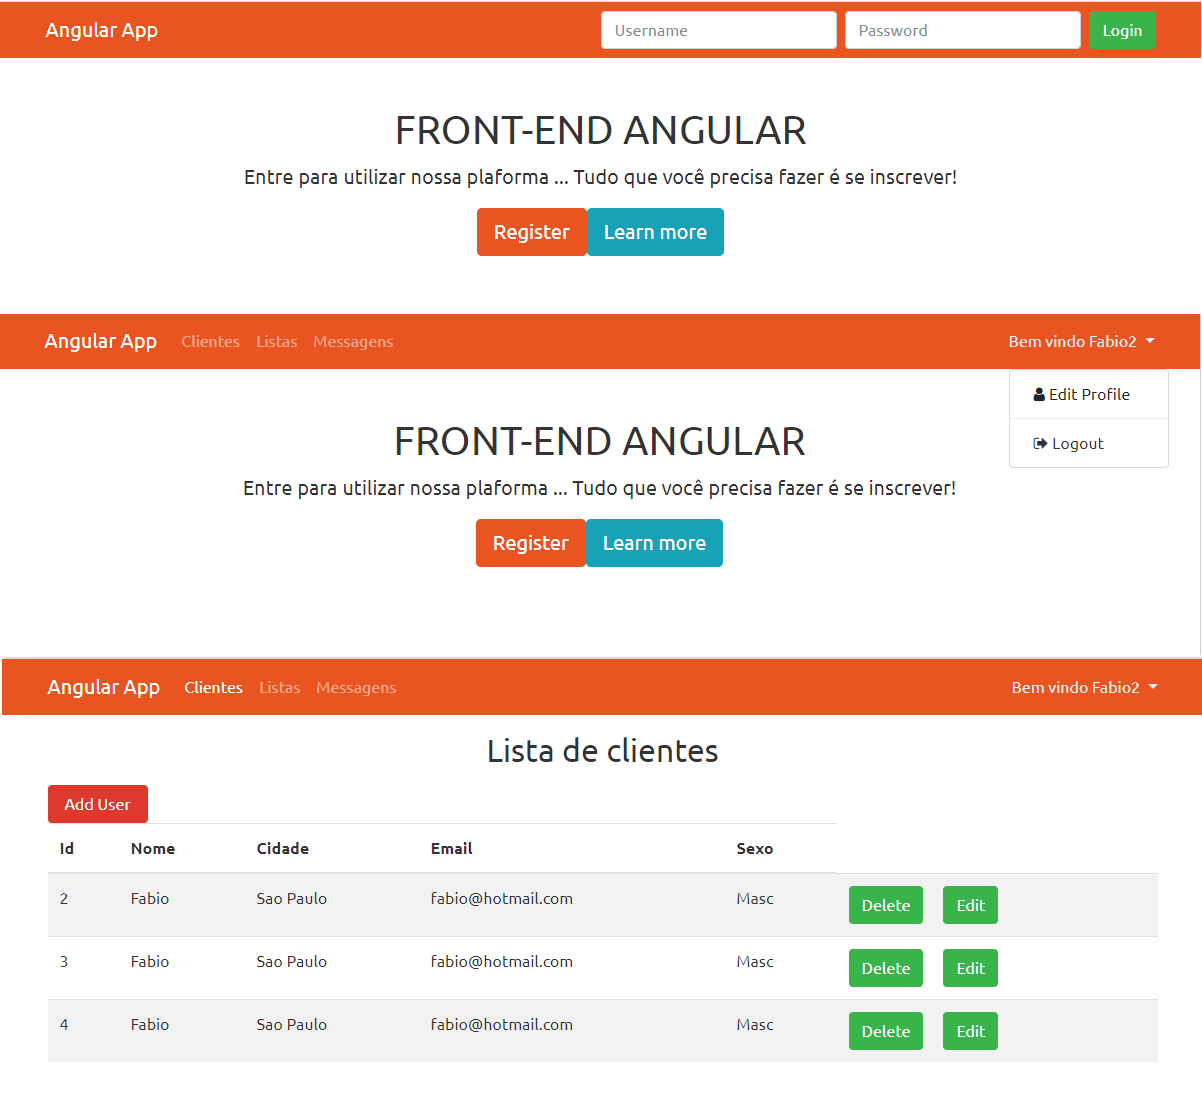 Angular App Username Password Login
FRONT-END ANGULAR
Entre para utilizar nossa plaforma ... Tudo que você precisa fazer é se inscrever!
Register Learn more
Angular App Clientes Listas Messagens Bem vindo Fabio2
Edit Profile
Logout
FRONT-END ANGULAR
Entre para utilizar nossa plaforma ... Tudo que você precisa fazer é se inscrever!
Register Learn more
Angular App Clientes Listas Messagens Bem vindo Fabio2
Lista de clientes
Add User
Id Nome Cidade Email Sexo
2 Fabio Sao Paulo fabio@hotmail.com Masc Delete Edit
3 Fabio Sao Paulo fabio@hotmail.com Masc Delete Edit
4 Fabio Sao Paulo fabio@hotmail.com Masc Delete Edit